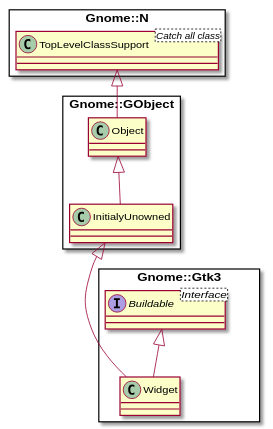 Gnome::N
Catch all class
C TopLevelClassSupport
Gnome::GObject
C Object
C InitialyUnowned
Gnome::Gtk3
Interface
I Buildable
C Widget